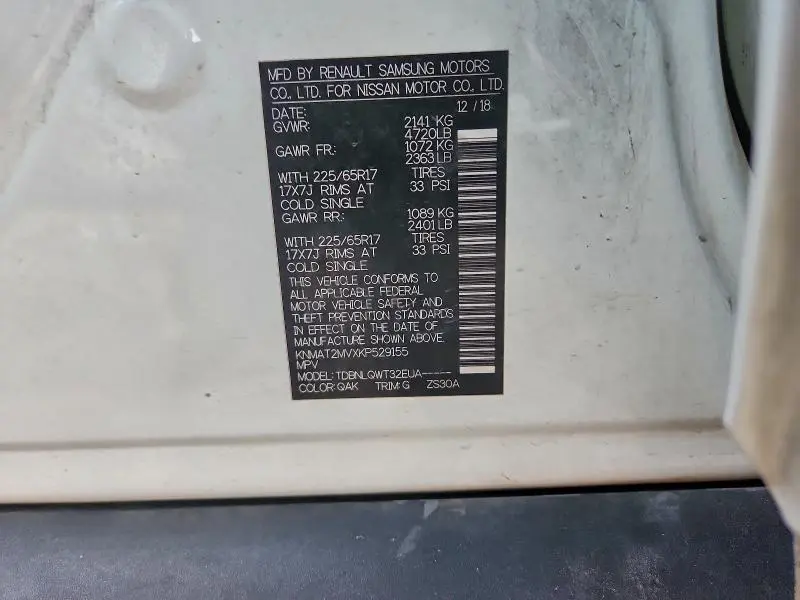 MFD BY RENAULT SAMSUNG MOTORS
CO., LTD. FOR NISSAN MOTOR CO., LTD.
DATE: 12 / 18
GVWR: 2141 KG
4720LB
GAWR FR.: 1072 KG
2363 LB
WITH 225/65R17 TIRES
17X7J RIMS AT 33 PSI
COLD SINGLE
GAWR RR.: 1089 KG
2401 LB
WITH 225/65R17 TIRES
17X7J RIMS AT 33 PSI
COLD SINGLE
THIS VEHICLE CONFORMS TO
ALL APPLICABLE FEDERAL
MOTOR VEHICLE SAFETY AND
THEFT PREVENTION STANDARDS
IN EFFECT ON THE DATE OF
MANUFACTURE SHOWN ABOVE.
KNMAT2MVXKP529155
MPV
MODEL: TDBNLQWT32EUA-----
COLOR: QAK TRIM: G ZS30A